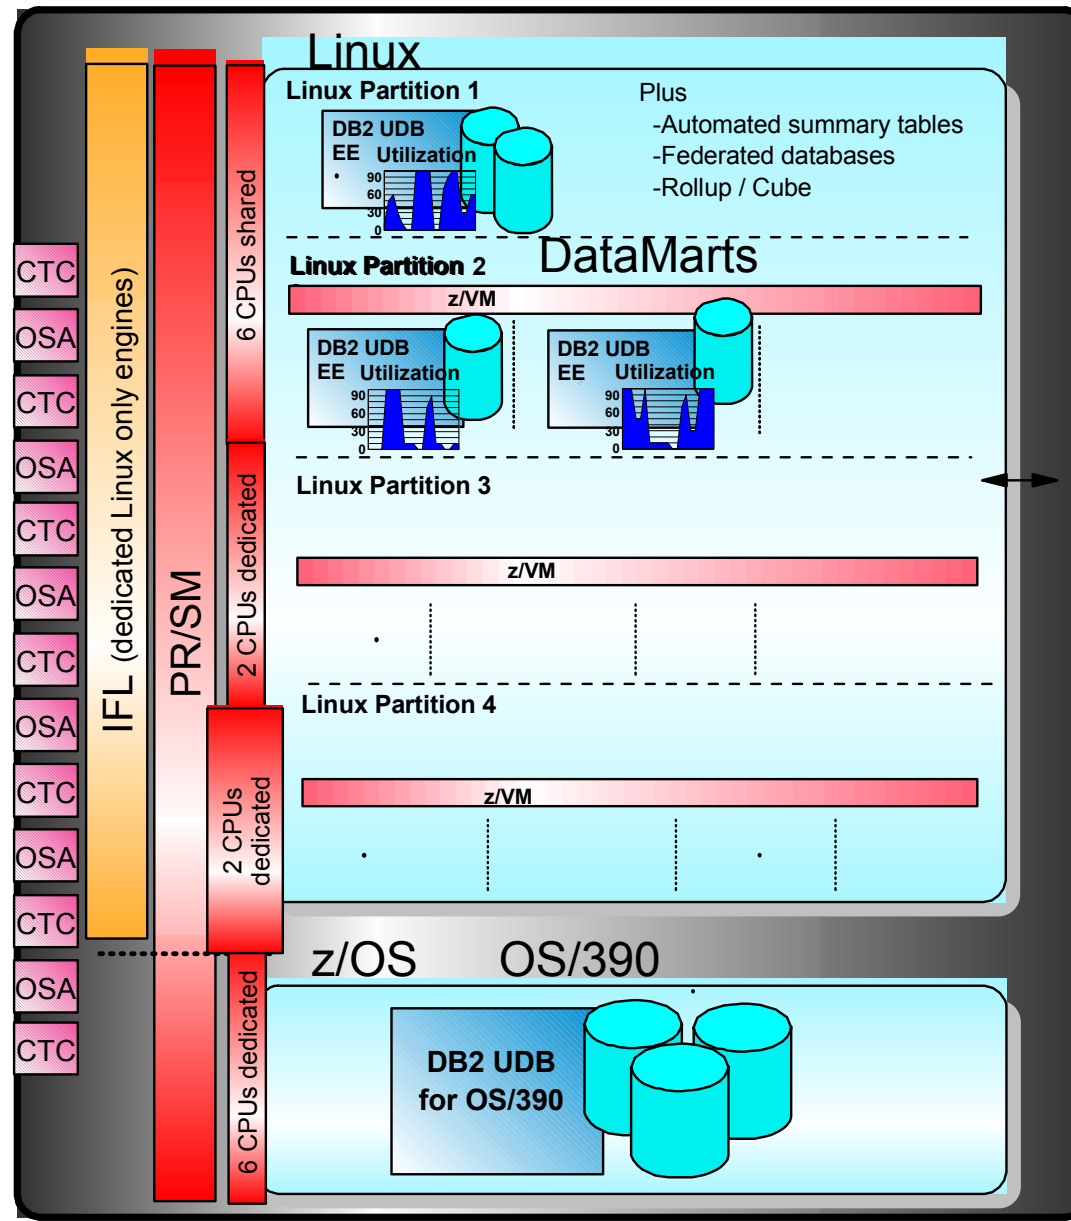 Linux
Linux Partition 1
DB2 UDB
EE Utilization
90
60
30
0
Plus
-Automated summary tables
-Federated databases
-Rollup / Cube
DataMarts
Linux Partition 2
z/VM
DB2 UDB
EE Utilization
90
60
30
0
DB2 UDB
EE Utilization
90
60
30
0
Linux Partition 3
z/VM
Linux Partition 4
z/VM
z/OS OS/390
DB2 UDB
for OS/390
CTC
OSA
CTC
OSA
CTC
OSA
CTC
OSA
CTC
OSA
CTC
OSA
CTC
IFL (dedicated Linux only engines)
PR/SM
6 CPUs shared
2 CPUs dedicated
2 CPUs
dedicated
6 CPUs dedicated